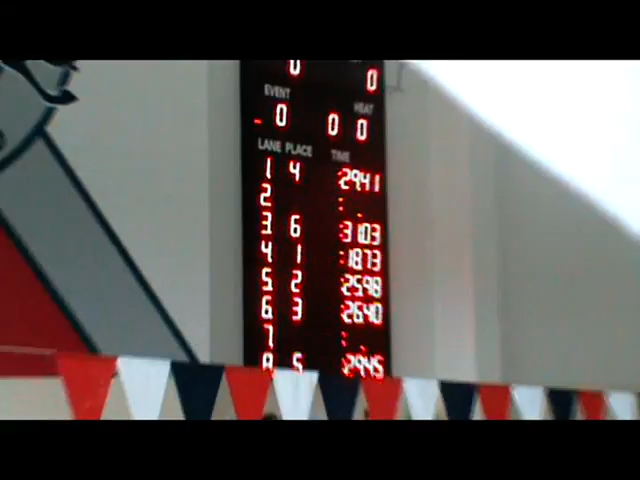 0 0
EVENT HEAT
- 0 0 0
LANE PLACE TIME
1 4 :29.41
2 : .
3 6 :31.03
4 1 :18.73
5 2 :25.98
6 3 :26.40
7 : .
8 5 :29.45